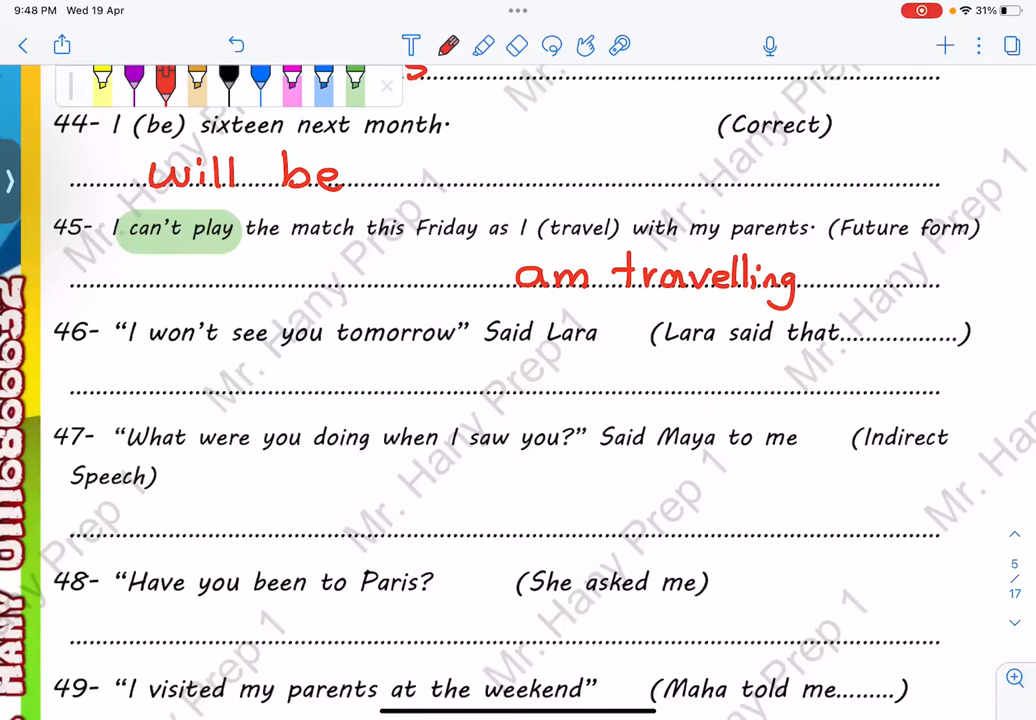 9:48 PM Wed 19 Apr
31%
44- I (be) sixteen next month. (Correct)
will be
45- I can't play the match this Friday as I (travel) with my parents. (Future form)
am travelling
46- “I won't see you tomorrow” Said Lara (Lara said that..................)
47- “What were you doing when I saw you?” Said Maya to me (Indirect
Speech)
48- “Have you been to Paris? (She asked me)
49- “I visited my parents at the weekend” (Maha told me.........)
5
/
17
Mr. Hany Prep 1
HANY 01168666632